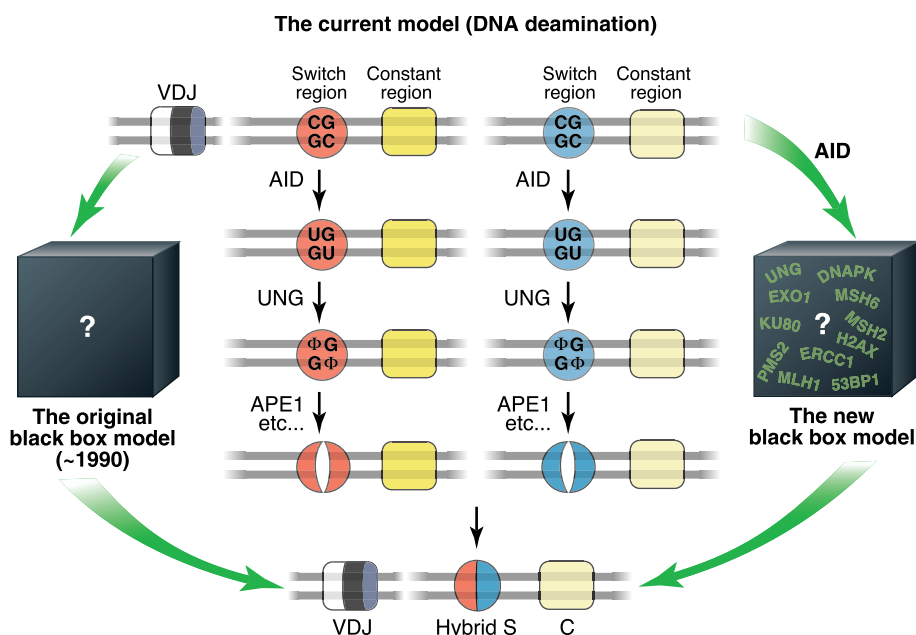 The current model (DNA deamination)
VDJ
Switch
region
Constant
region
Switch
region
Constant
region
CG
GC
CG
GC
AID
AID
AID
UG
GU
UG
GU
UNG
UNG
ΦG
GΦ
ΦG
GΦ
APE1
etc...
APE1
etc...
?
The original
black box model
(~1990)
UNG
DNAPK
EXO1
MSH6
KU80
?
MSH2
H2AX
PMS2
ERCC1
MLH1
53BP1
The new
black box model
VDJ
Hybrid S
C